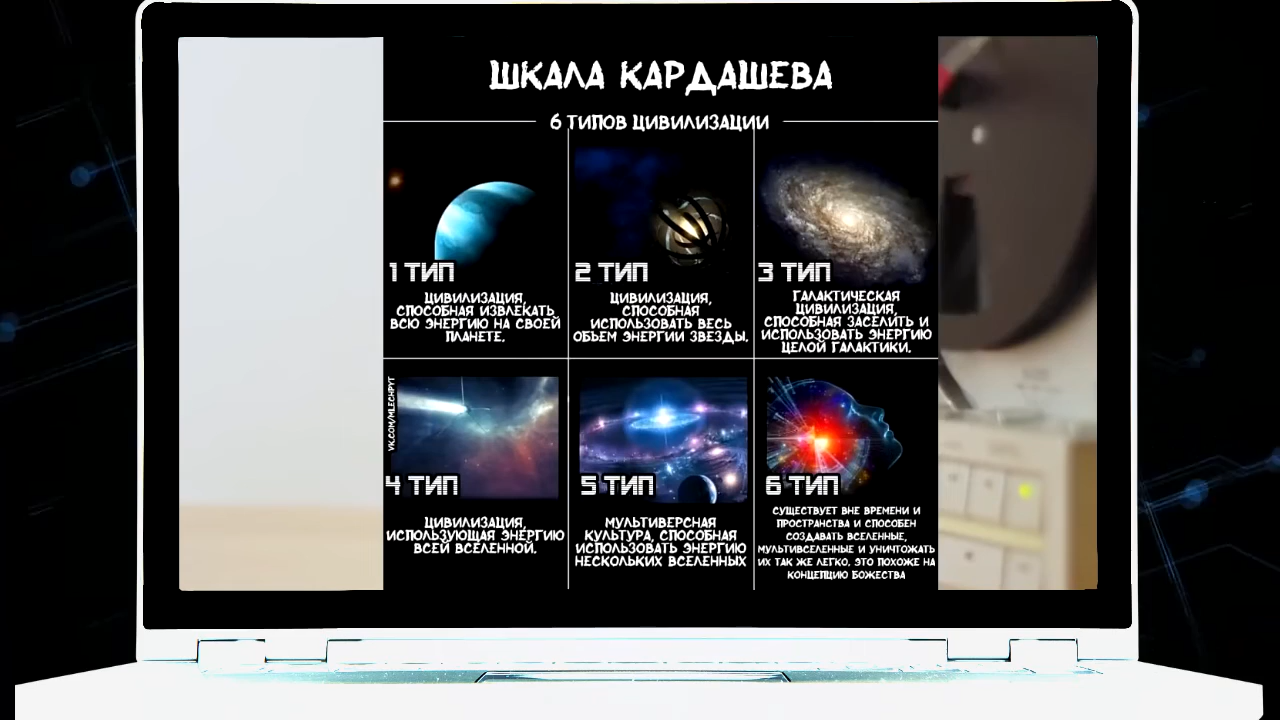 ШКАЛА КАРДАШЕВА
6 ТИПОВ ЦИВИЛИЗАЦИИ
1 ТИП
ЦИВИЛИЗАЦИЯ,
СПОСОБНАЯ ИЗВЛЕКАТЬ
ВСЮ ЭНЕРГИЮ НА СВОЕЙ
ПЛАНЕТЕ.
2 ТИП
ЦИВИЛИЗАЦИЯ,
СПОСОБНАЯ
ИСПОЛЬЗОВАТЬ ВЕСЬ
ОБЪЕМ ЭНЕРГИИ ЗВЕЗДЫ.
3 ТИП
ГАЛАКТИЧЕСКАЯ
ЦИВИЛИЗАЦИЯ,
СПОСОБНАЯ ЗАСЕЛИТЬ И
ИСПОЛЬЗОВАТЬ ЭНЕРГИЮ
ЦЕЛОЙ ГАЛАКТИКИ.
VK.COM/MLECHPYT
4 ТИП
ЦИВИЛИЗАЦИЯ,
ИСПОЛЬЗУЮЩАЯ ЭНЕРГИЮ
ВСЕЙ ВСЕЛЕННОЙ.
5 ТИП
МУЛЬТИВЕРСНАЯ
КУЛЬТУРА, СПОСОБНАЯ
ИСПОЛЬЗОВАТЬ ЭНЕРГИЮ
НЕСКОЛЬКИХ ВСЕЛЕННЫХ
6 ТИП
СУЩЕСТВУЕТ ВНЕ ВРЕМЕНИ И
ПРОСТРАНСТВА И СПОСОБЕН
СОЗДАВАТЬ ВСЕЛЕННЫЕ,
МУЛЬТИВСЕЛЕННЫЕ И УНИЧТОЖАТЬ
ИХ ТАК ЖЕ ЛЕГКО. ЭТО ПОХОЖЕ НА
КОНЦЕПЦИЮ БОЖЕСТВА